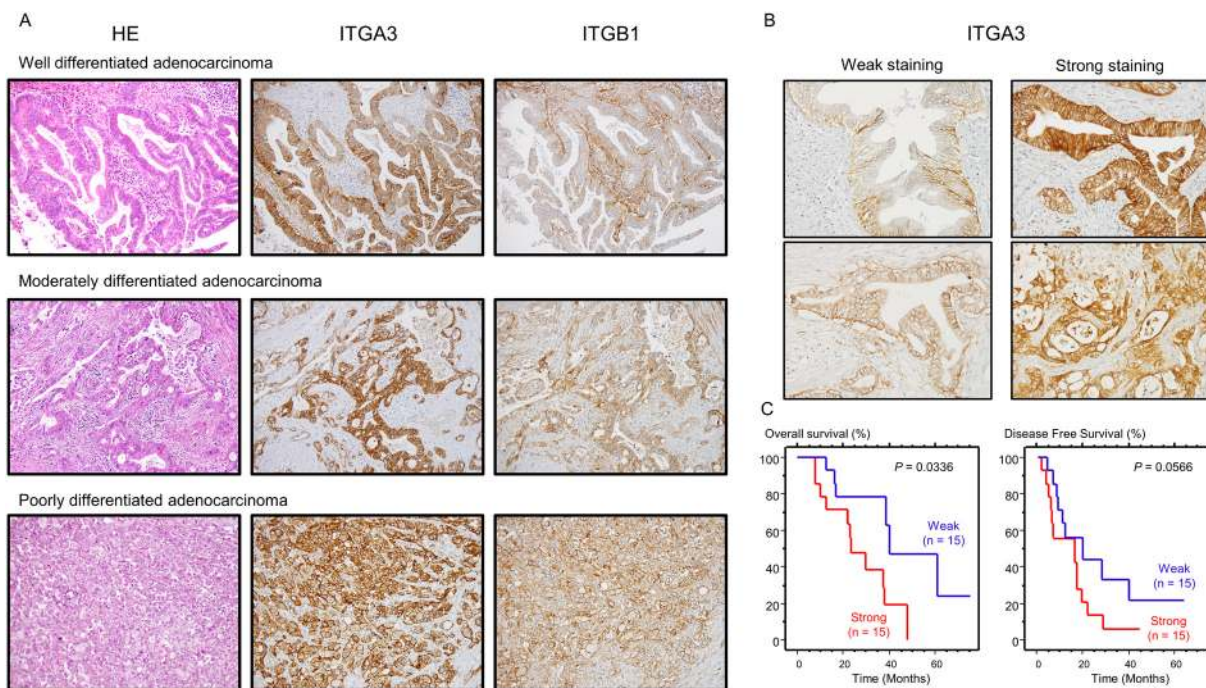 A
HE
ITGA3
ITGB1
Well differentiated adenocarcinoma
Moderately differentiated adenocarcinoma
Poorly differentiated adenocarcinoma
B
ITGA3
Weak staining
Strong staining
C
Overall survival (%)
P = 0.0336
100
80
60
40
20
0
Weak
(n = 15)
Strong
(n = 15)
0
20
40
60
Time (Months)
Disease Free Survival (%)
P = 0.0566
100
80
60
40
20
0
Weak
(n = 15)
Strong
(n = 15)
0
20
40
60
Time (Months)